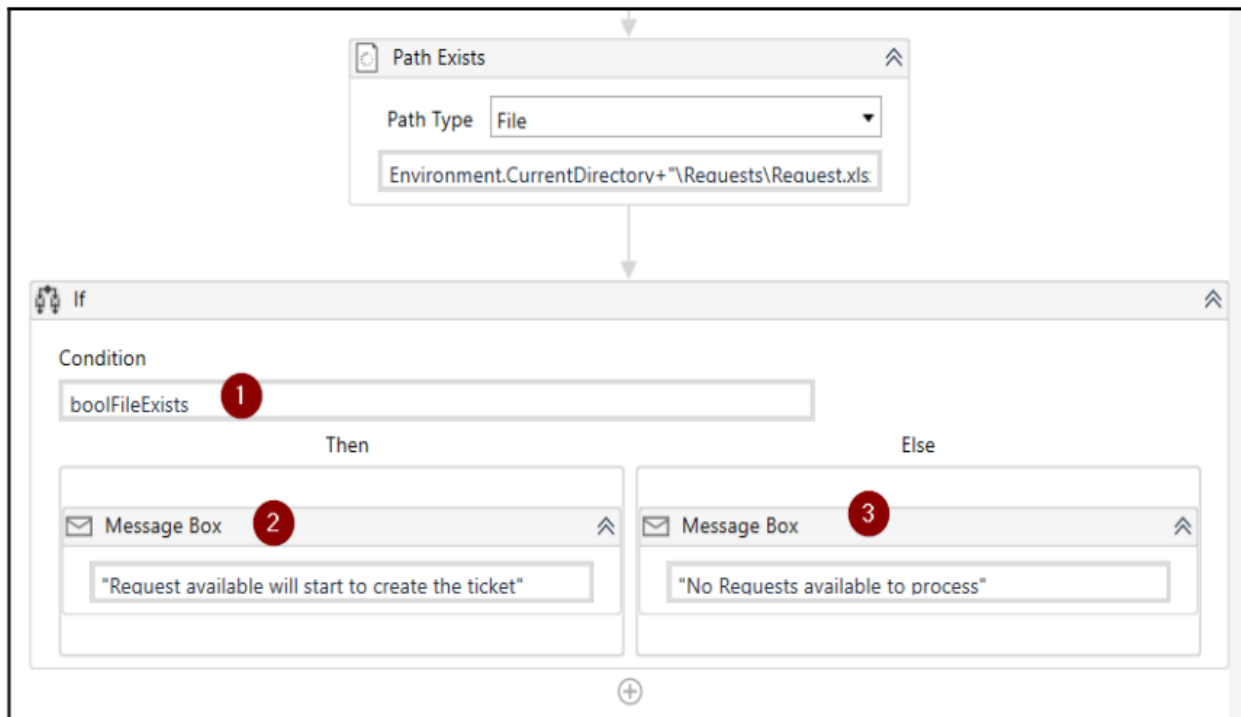 Path Exists
Path Type File
Environment.CurrentDirectory+"\Requests\Request.xls
If
Condition
boolFileExists 1
Then Else
Message Box 2 Message Box 3
"Request available will start to create the ticket" "No Requests available to process"